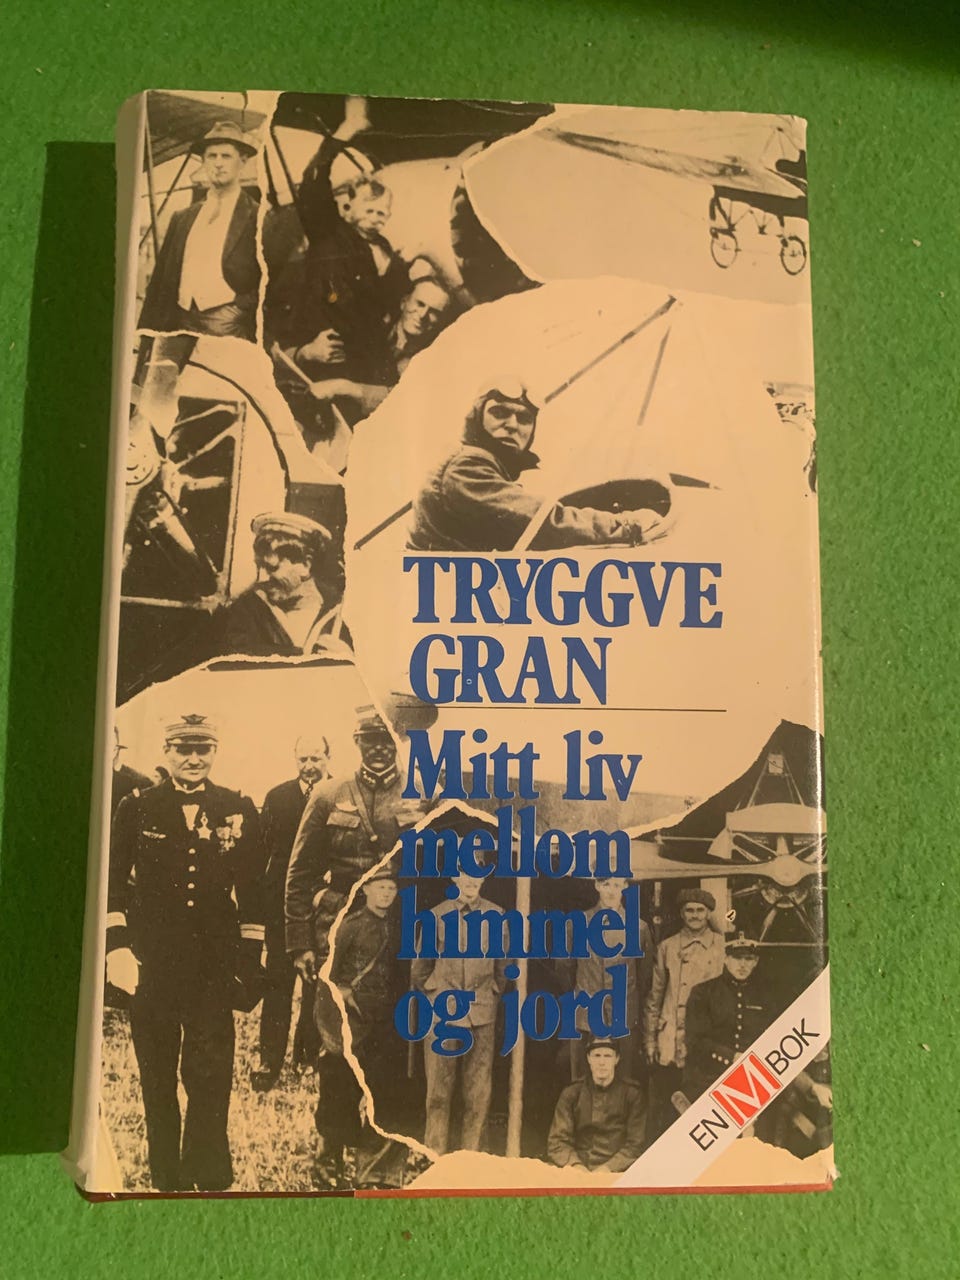 TRYGGVE
GRAN
Mitt liv
mellom
himmel
og jord
EN M BOK